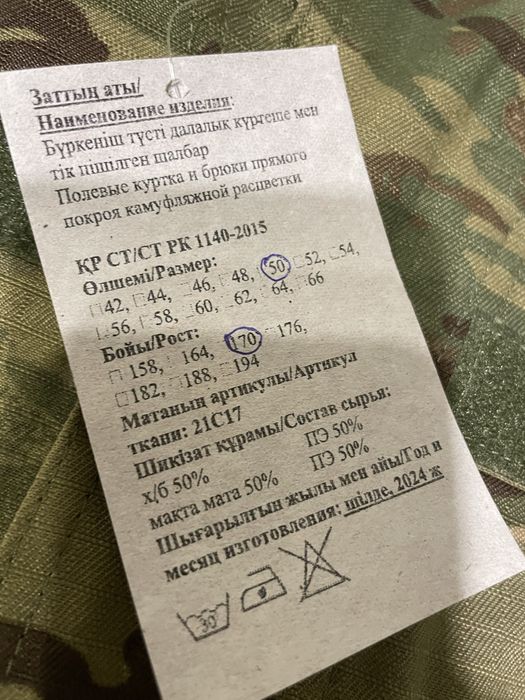 Заттың аты/
Наименование изделия:
Бүркеніш түсті далалық күртеше мен
тік пішілген шалбар
Полевые куртка и брюки прямого
покроя камуфляжной расцветки
ҚР СТ/СТ РК 1140-2015
Өлшемі/Размер:
□42, □44, □46, □48, □50, □52, □54,
□56, □58, □60, □62, □64, □66
Бойы/Рост:
□ 158, □ 164, □170, □176,
□182, □188, □194
Матаның артикулы/Артикул
ткани: 21С17
Шикізат құрамы/Состав сырья:
х/б 50% ПЭ 50%
мақта мата 50% ПЭ 50%
Шығарылғын жылы мен айы/Год и
месяц изготовления: шілде, 2024 ж
30°